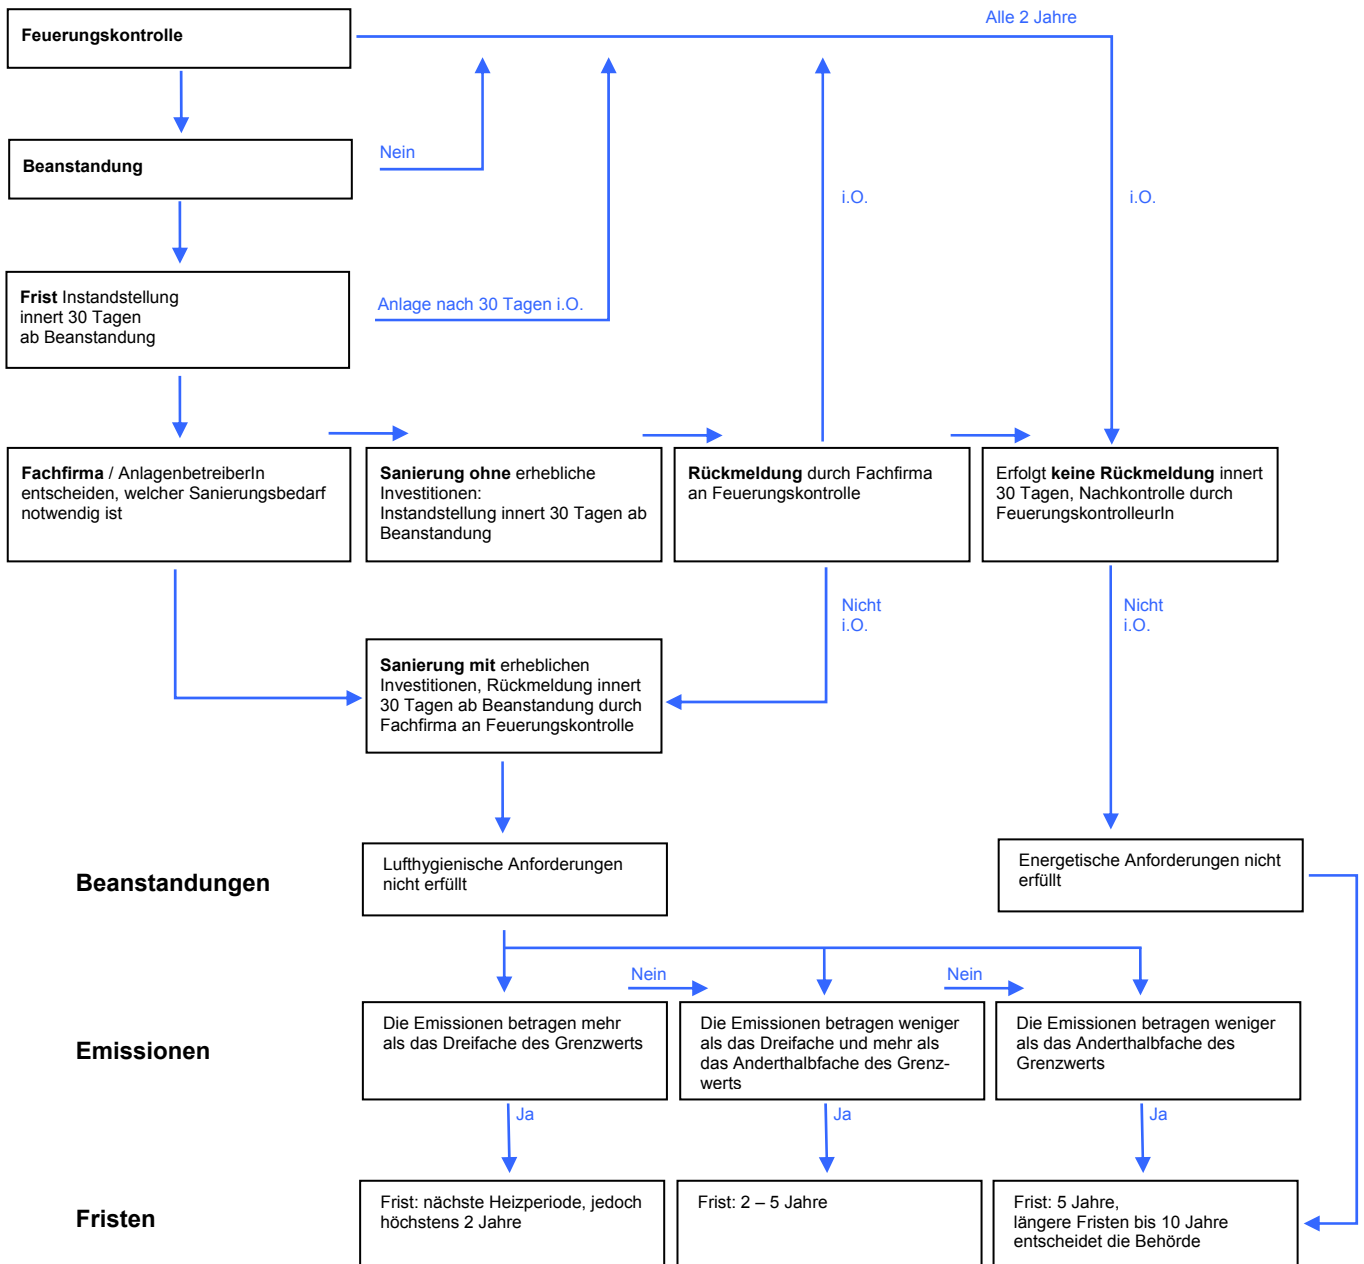 Alle 2 Jahre
Feuerungskontrolle
Beanstandung
Nein
i.O.
i.O.
Frist Instandstellung
innert 30 Tagen
ab Beanstandung
Anlage nach 30 Tagen i.O.
Fachfirma / AnlagenbetreiberIn
entscheiden, welcher Sanierungsbedarf
notwendig ist
Sanierung ohne erhebliche
Investitionen:
Instandstellung innert 30 Tagen ab
Beanstandung
Rückmeldung durch Fachfirma
an Feuerungskontrolle
Erfolgt keine Rückmeldung innert
30 Tagen, Nachkontrolle durch
FeuerungskontrolleurIn
Nicht
i.O.
Nicht
i.O.
Sanierung mit erheblichen
Investitionen, Rückmeldung innert
30 Tagen ab Beanstandung durch
Fachfirma an Feuerungskontrolle
Beanstandungen
Lufthygienische Anforderungen
nicht erfüllt
Energetische Anforderungen nicht
erfüllt
Nein
Nein
Emissionen
Die Emissionen betragen mehr
als das Dreifache des Grenzwerts
Die Emissionen betragen weniger
als das Dreifache und mehr als
das Anderthalbfache des Grenz-
werts
Die Emissionen betragen weniger
als das Anderthalbfache des
Grenzwerts
Ja
Ja
Ja
Fristen
Frist: nächste Heizperiode, jedoch
höchstens 2 Jahre
Frist: 2 – 5 Jahre
Frist: 5 Jahre,
längere Fristen bis 10 Jahre
entscheidet die Behörde